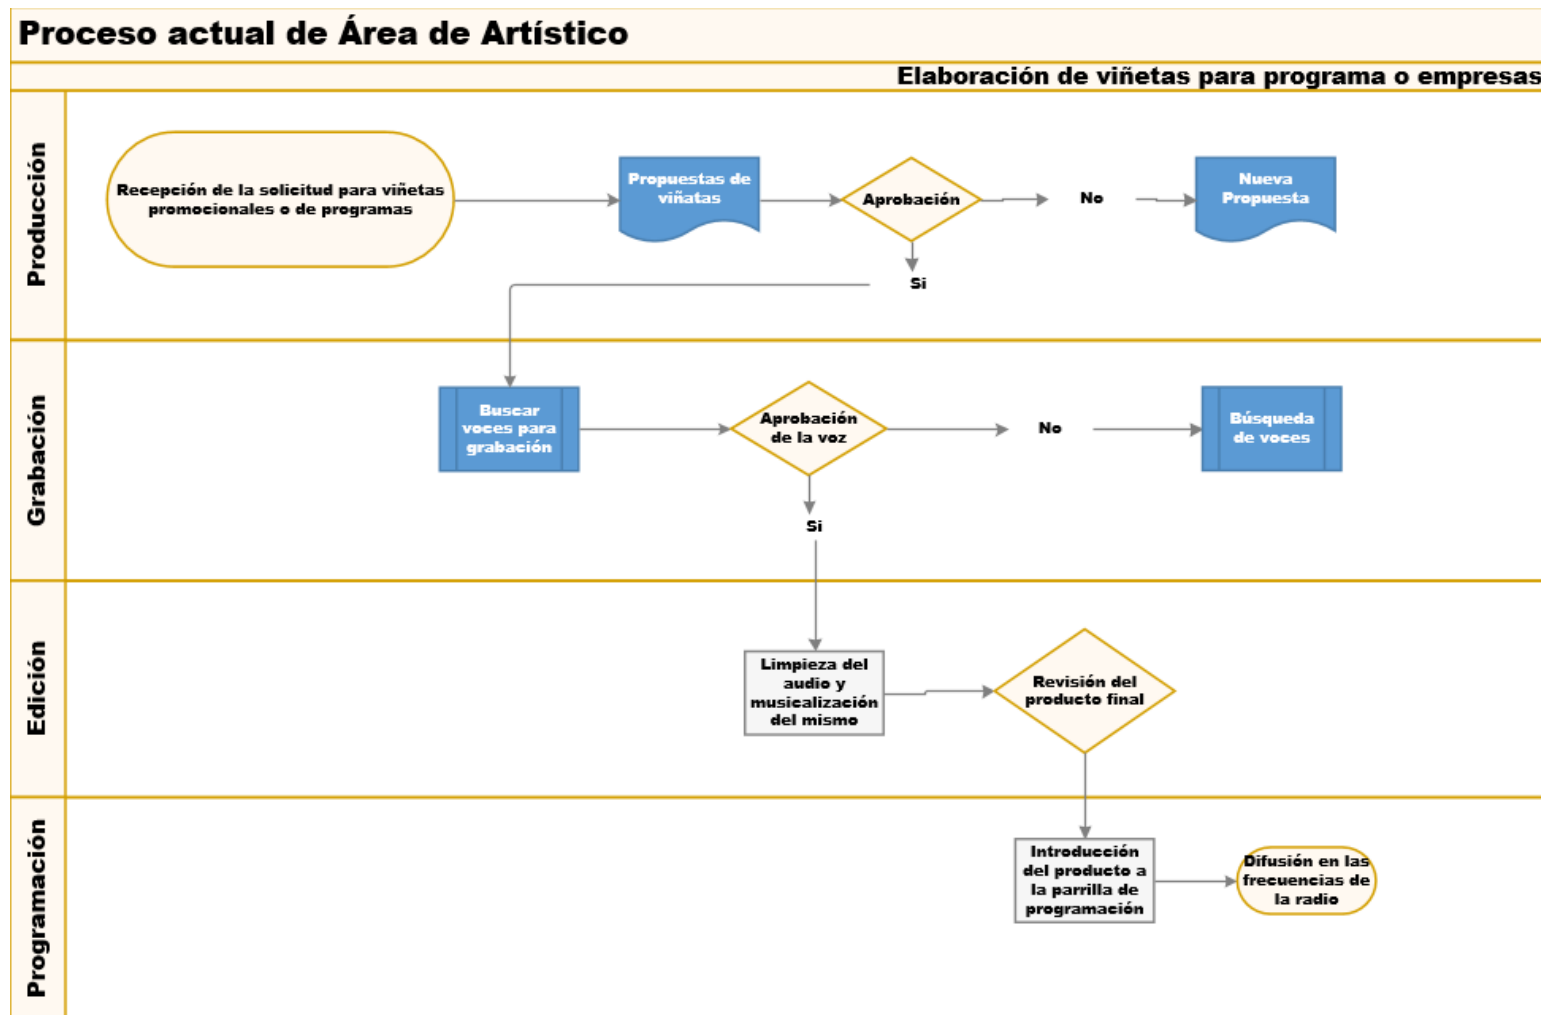 Proceso actual de Área de Artístico
Elaboración de viñetas para programa o empresas
Producción
Recepción de la solicitud para viñetas
promocionales o de programas
Propuestas de
viñatas
Aprobación
No
Nueva
Propuesta
Si
Grabación
Buscar
voces para
grabación
Aprobación
de la voz
No
Búsqueda
de voces
Si
Edición
Limpieza del
audio y
musicalización
del mismo
Revisión del
producto final
Programación
Introducción
del producto a
la parrilla de
programación
Difusión en las
frecuencias de
la radio